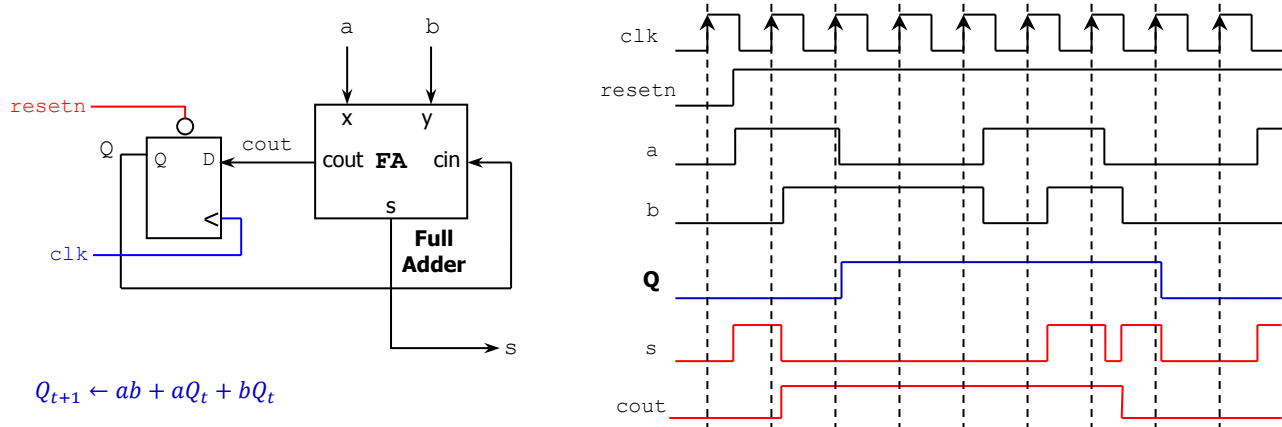 a b
resetn
x y
Q Q D cout cout FA cin
s
<
clk
Full
Adder
s
Qt+1 ← ab + aQt + bQt
clk
resetn
a
b
Q
s
cout